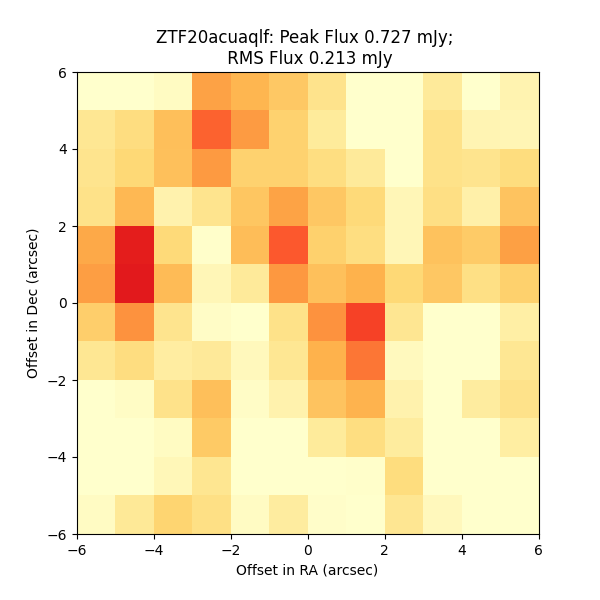 ZTF20acuaqlf: Peak Flux 0.727 mJy;
RMS Flux 0.213 mJy
6
4
2
0
−2
−4
−6
Offset in Dec (arcsec)
−6 −4 −2 0 2 4 6
Offset in RA (arcsec)